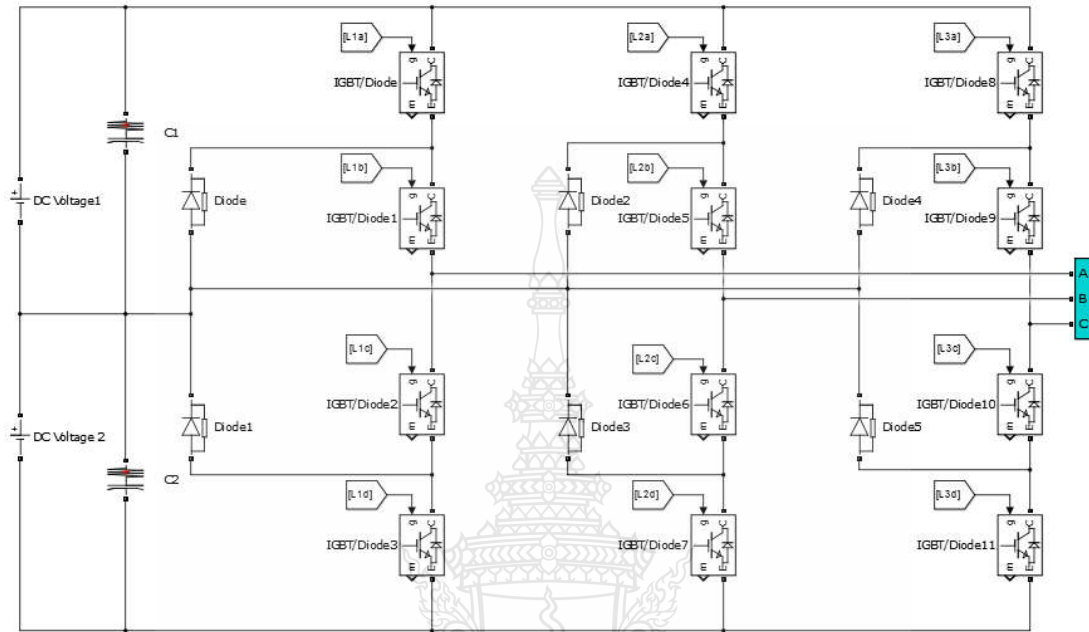 [L1a]
[L2a]
[L3a]
g C
g C
g C
IGBT/Diode
IGBT/Diode4
IGBT/Diode8
m E
m E
m E
C1
[L1b]
[L2b]
[L3b]
+
DC Voltage1
Diode
g C
Diode2
g C
Diode4
g C
IGBT/Diode1
IGBT/Diode5
IGBT/Diode9
m E
m E
m E
A
B
C
[L1c]
[L2c]
[L3c]
g C
g C
g C
IGBT/Diode2
IGBT/Diode6
IGBT/Diode10
m E
m E
m E
+
DC Voltage 2
Diode1
Diode3
Diode5
C2
[L1d]
[L2d]
[L3d]
g C
g C
g C
IGBT/Diode3
IGBT/Diode7
IGBT/Diode11
m E
m E
m E